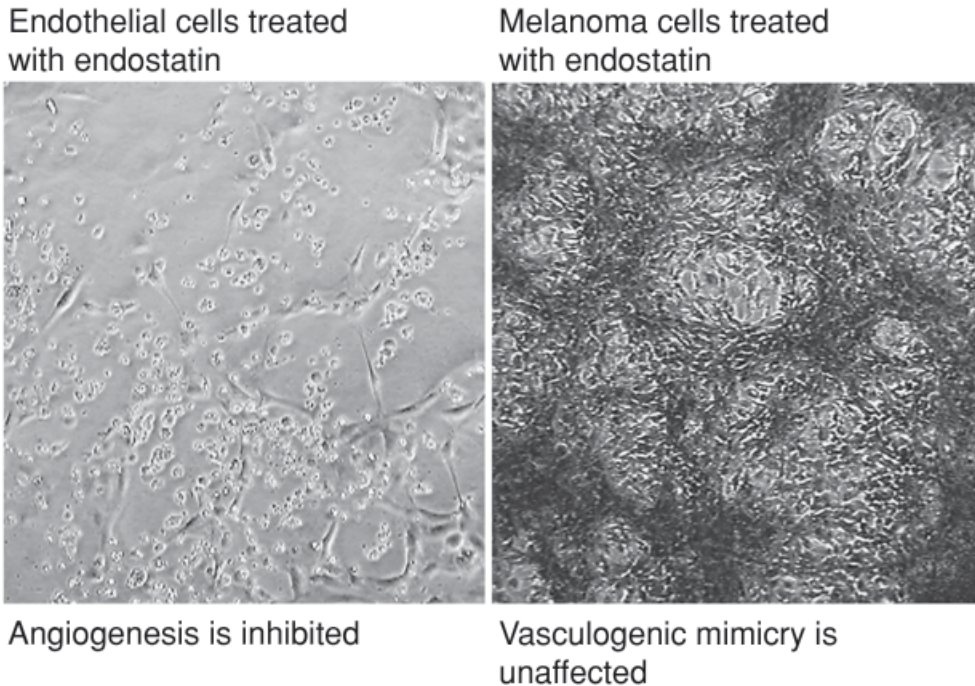 Endothelial cells treated
with endostatin
Melanoma cells treated
with endostatin
Angiogenesis is inhibited
Vasculogenic mimicry is
unaffected